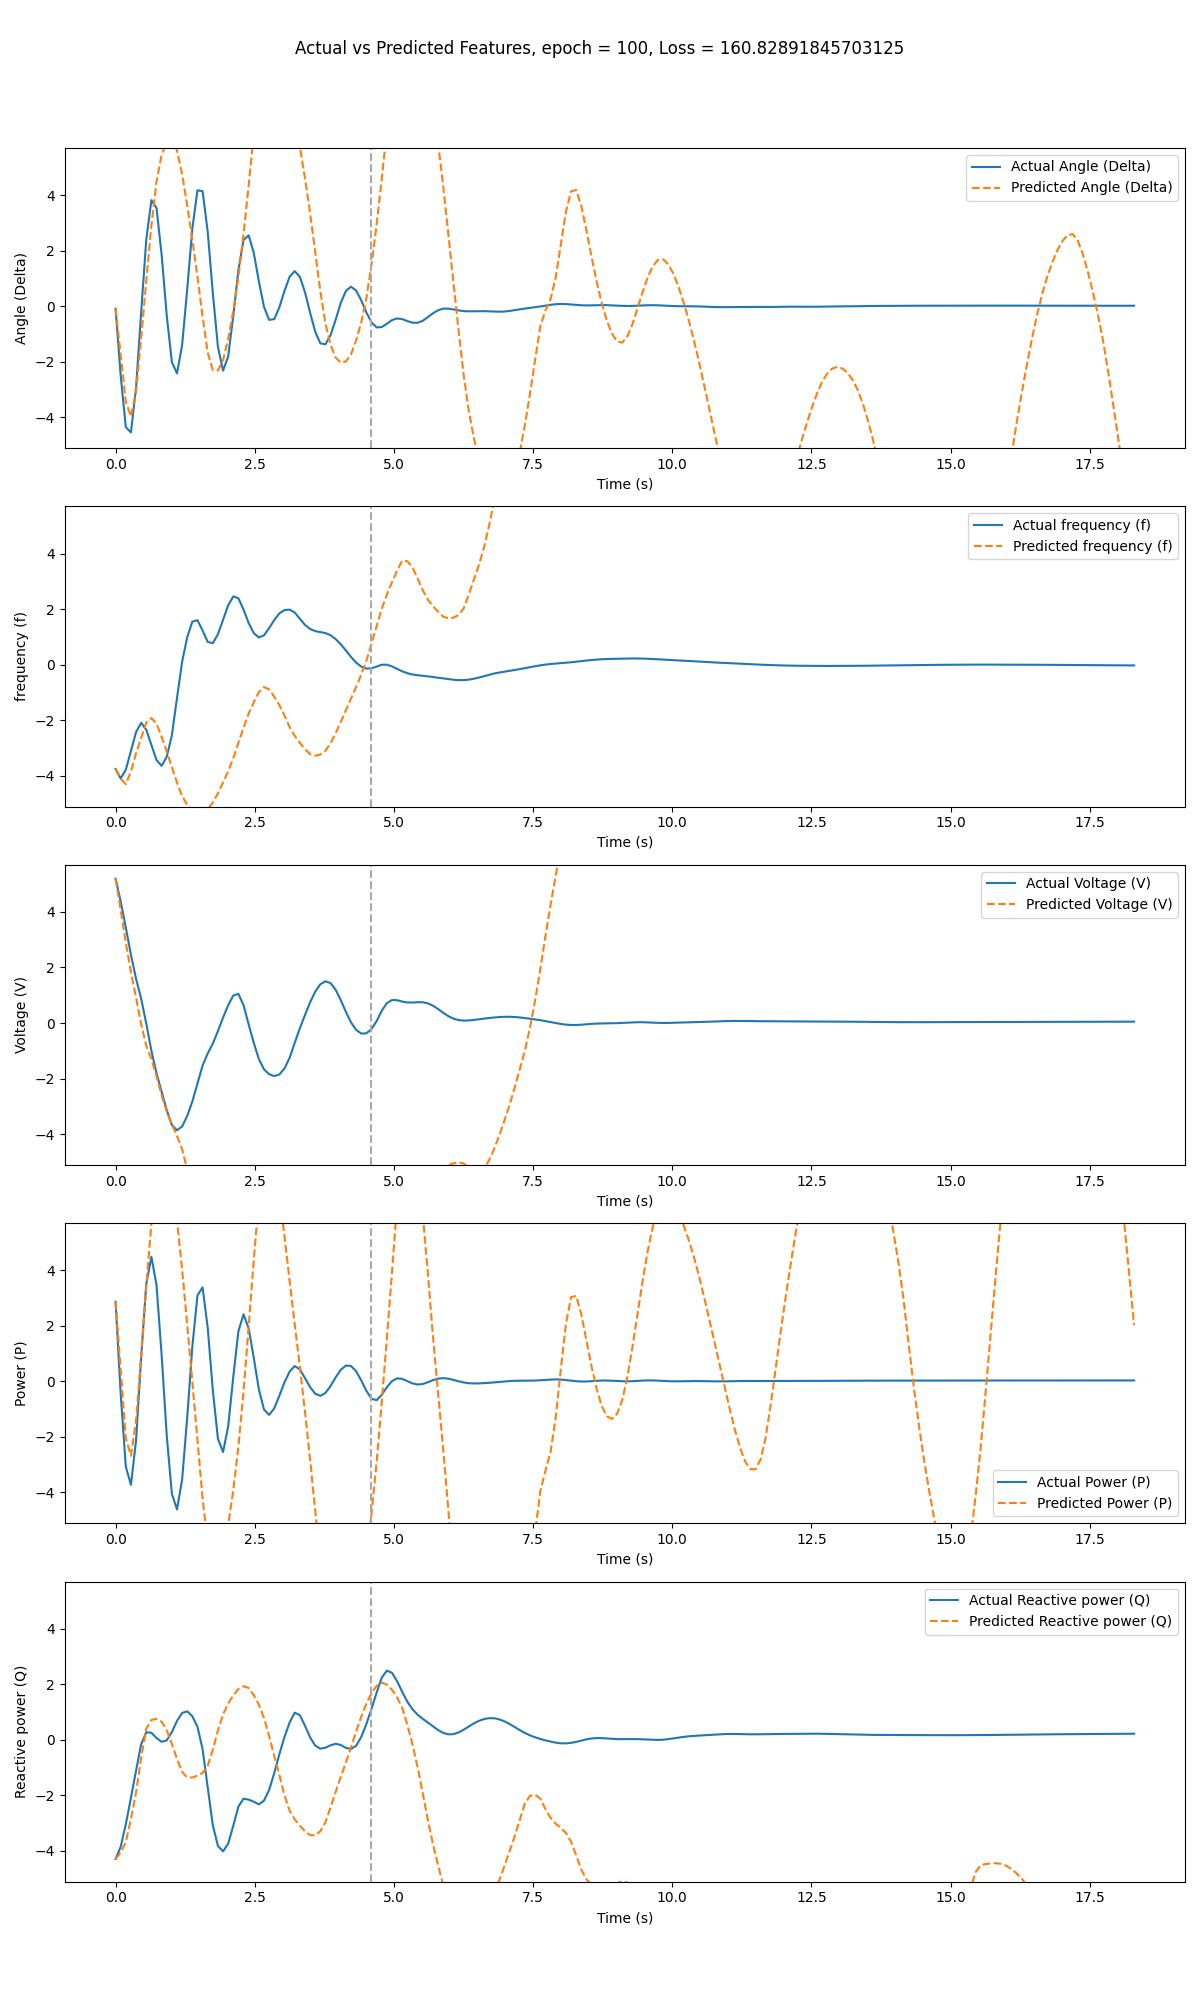 Actual vs Predicted Features, epoch = 100, Loss = 160.82891845703125
Actual Angle (Delta)
Predicted Angle (Delta)
Angle (Delta)
4
2
0
−2
−4
0.0 2.5 5.0 7.5 10.0 12.5 15.0 17.5
Time (s)
Actual frequency (f)
Predicted frequency (f)
frequency (f)
4
2
0
−2
−4
0.0 2.5 5.0 7.5 10.0 12.5 15.0 17.5
Time (s)
Actual Voltage (V)
Predicted Voltage (V)
Voltage (V)
4
2
0
−2
−4
0.0 2.5 5.0 7.5 10.0 12.5 15.0 17.5
Time (s)
Power (P)
4
2
0
−2
−4
Actual Power (P)
Predicted Power (P)
0.0 2.5 5.0 7.5 10.0 12.5 15.0 17.5
Time (s)
Actual Reactive power (Q)
Predicted Reactive power (Q)
Reactive power (Q)
4
2
0
−2
−4
0.0 2.5 5.0 7.5 10.0 12.5 15.0 17.5
Time (s)